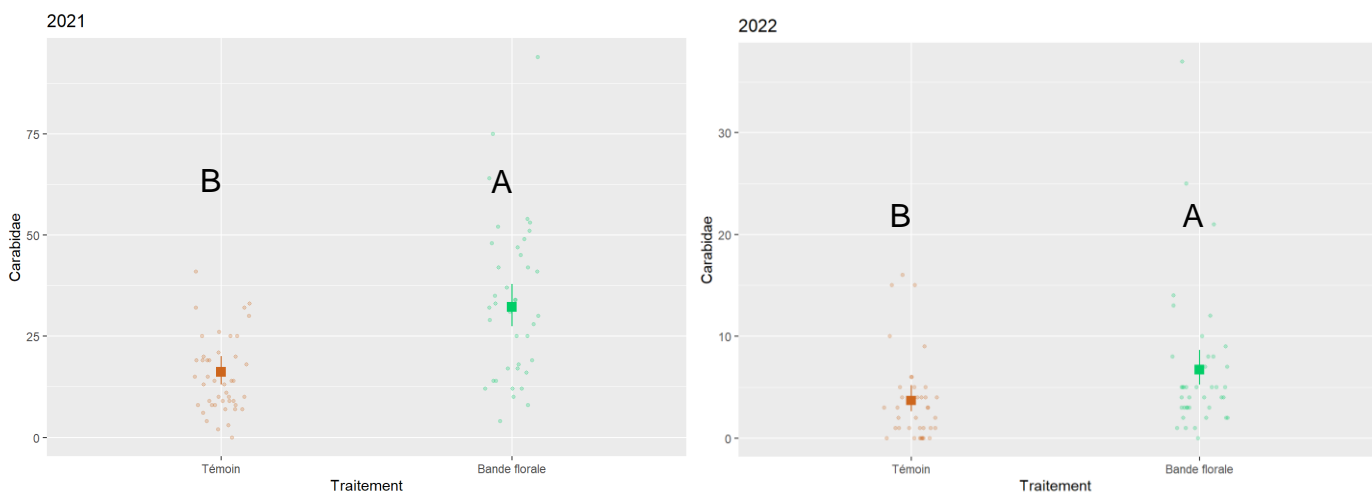 2021
Carabidae
75
50
25
0
B
A
Témoin
Bande florale
Traitement
2022
Carabidae
30
20
10
0
B
A
Témoin
Bande florale
Traitement